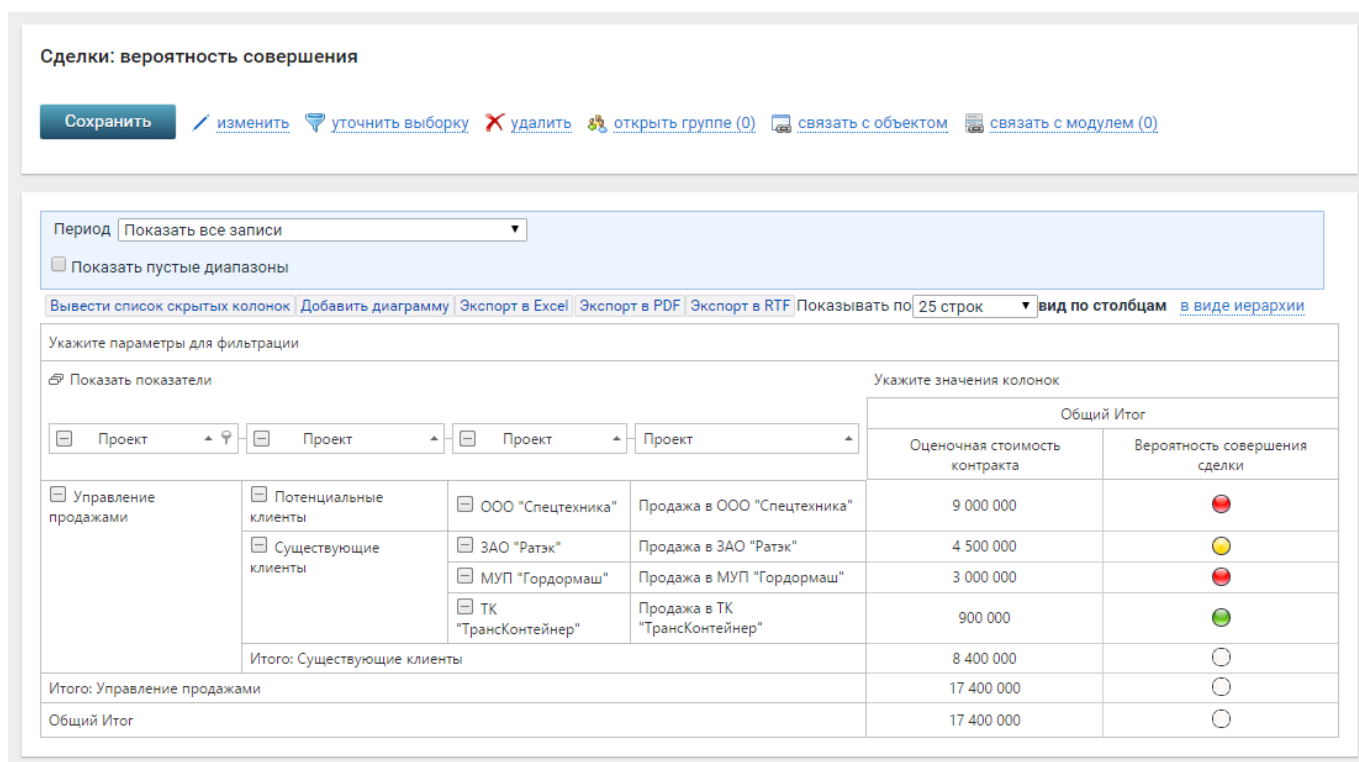 Сделки: вероятность совершения
Сохранить изменить уточнить выборку удалить открыть группе (0) связать с объектом связать с модулем (0)
Период Показать все записи
Показать пустые диапазоны
Вывести список скрытых колонок Добавить диаграмму Экспорт в Excel Экспорт в PDF Экспорт в RTF Показывать по 25 строк вид по столбцам в виде иерархии
Укажите параметры для фильтрации
Показать показатели Укажите значения колонок
Общий Итог
Проект Проект Проект Проект
Оценочная стоимость контракта Вероятность совершения сделки
Управление продажами Потенциальные клиенты ООО "Спецтехника" Продажа в ООО "Спецтехника" 9 000 000
Существующие клиенты ЗАО "Ратэк" Продажа в ЗАО "Ратэк" 4 500 000
МУП "Гордормаш" Продажа в МУП "Гордормаш" 3 000 000
ТК "ТрансКонтейнер" Продажа в ТК "ТрансКонтейнер" 900 000
Итого: Существующие клиенты 8 400 000
Итого: Управление продажами 17 400 000
Общий Итог 17 400 000